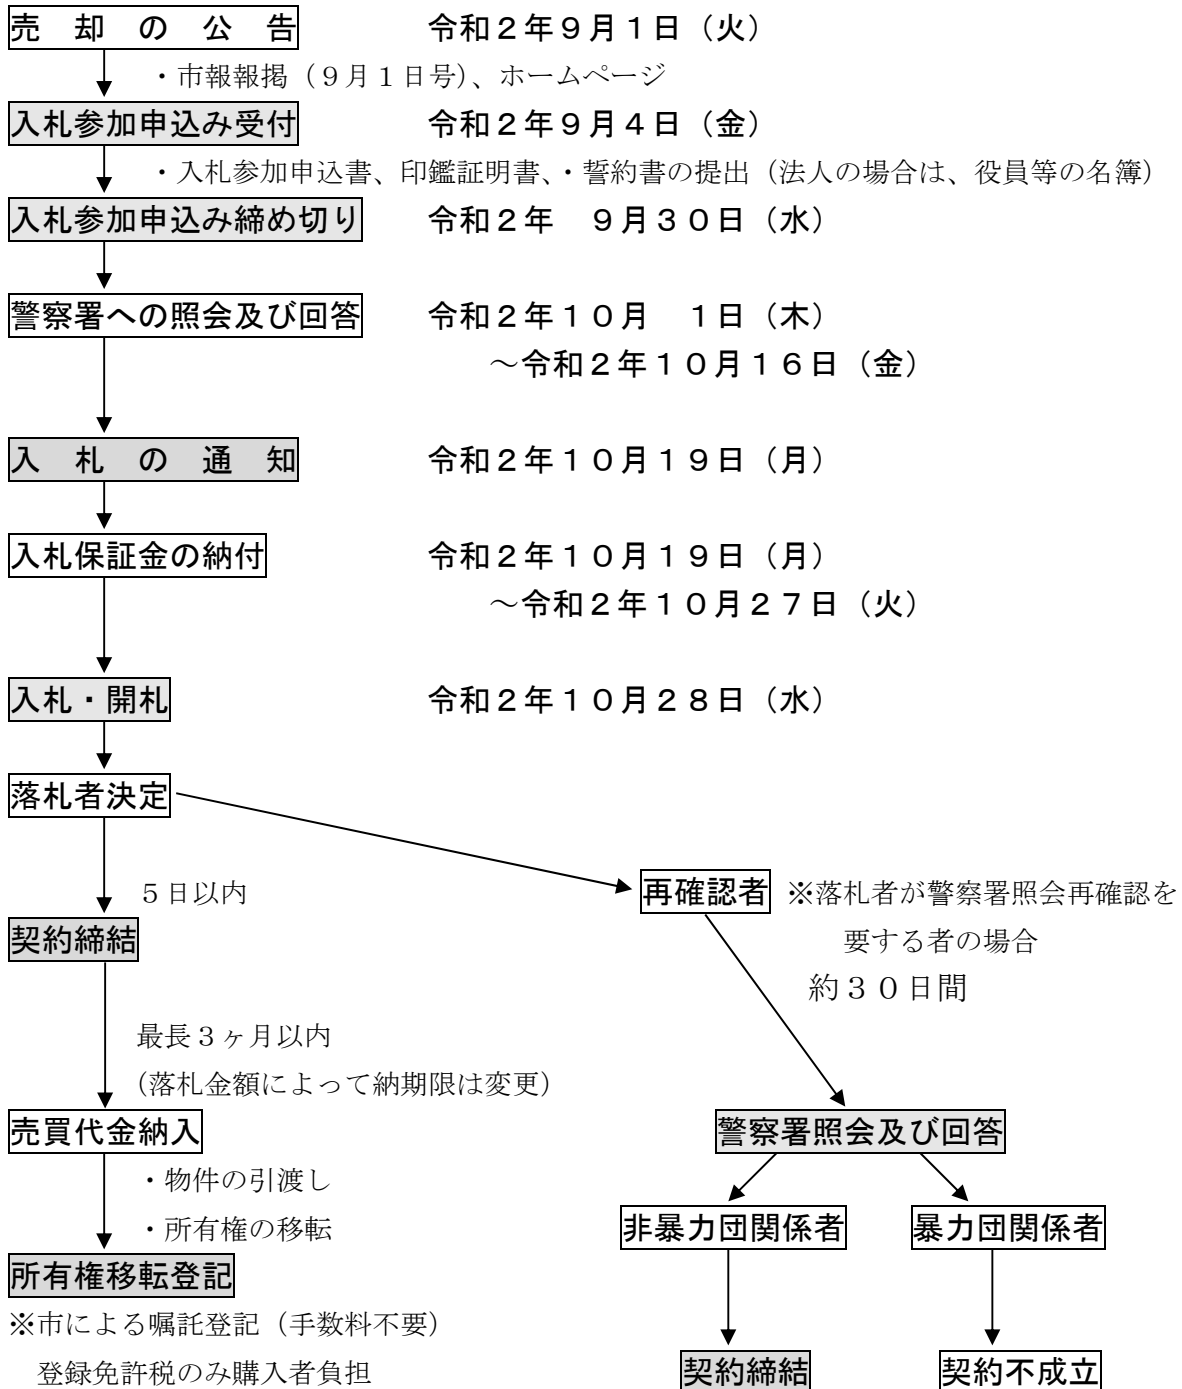 売　却　の　公　告　　　　令和２年９月１日（火）
・市報報掲（９月１日号）、ホームページ
入札参加申込み受付　　　　令和２年９月４日（金）
・入札参加申込書、印鑑証明書、・誓約書の提出（法人の場合は、役員等の名簿）
入札参加申込み締め切り　　令和２年　９月３０日（水）
警察署への照会及び回答　　令和２年１０月　１日（木）
～令和２年１０月１６日（金）
入　札　の　通　知　　　　令和２年１０月１９日（月）
入札保証金の納付　　　　　令和２年１０月１９日（月）
～令和２年１０月２７日（火）
入札・開札　　　　　　　　令和２年１０月２８日（水）
落札者決定
５日以内　　　　再確認者　※落札者が警察署照会再確認を
契約締結　　　　要する者の場合
約３０日間
最長３ヶ月以内
（落札金額によって納期限は変更）
売買代金納入　　　　警察署照会及び回答
・物件の引渡し
・所有権の移転　　　　非暴力団関係者　　暴力団関係者
所有権移転登記
※市による嘱託登記（手数料不要）
登録免許税のみ購入者負担　　　　契約締結　　契約不成立